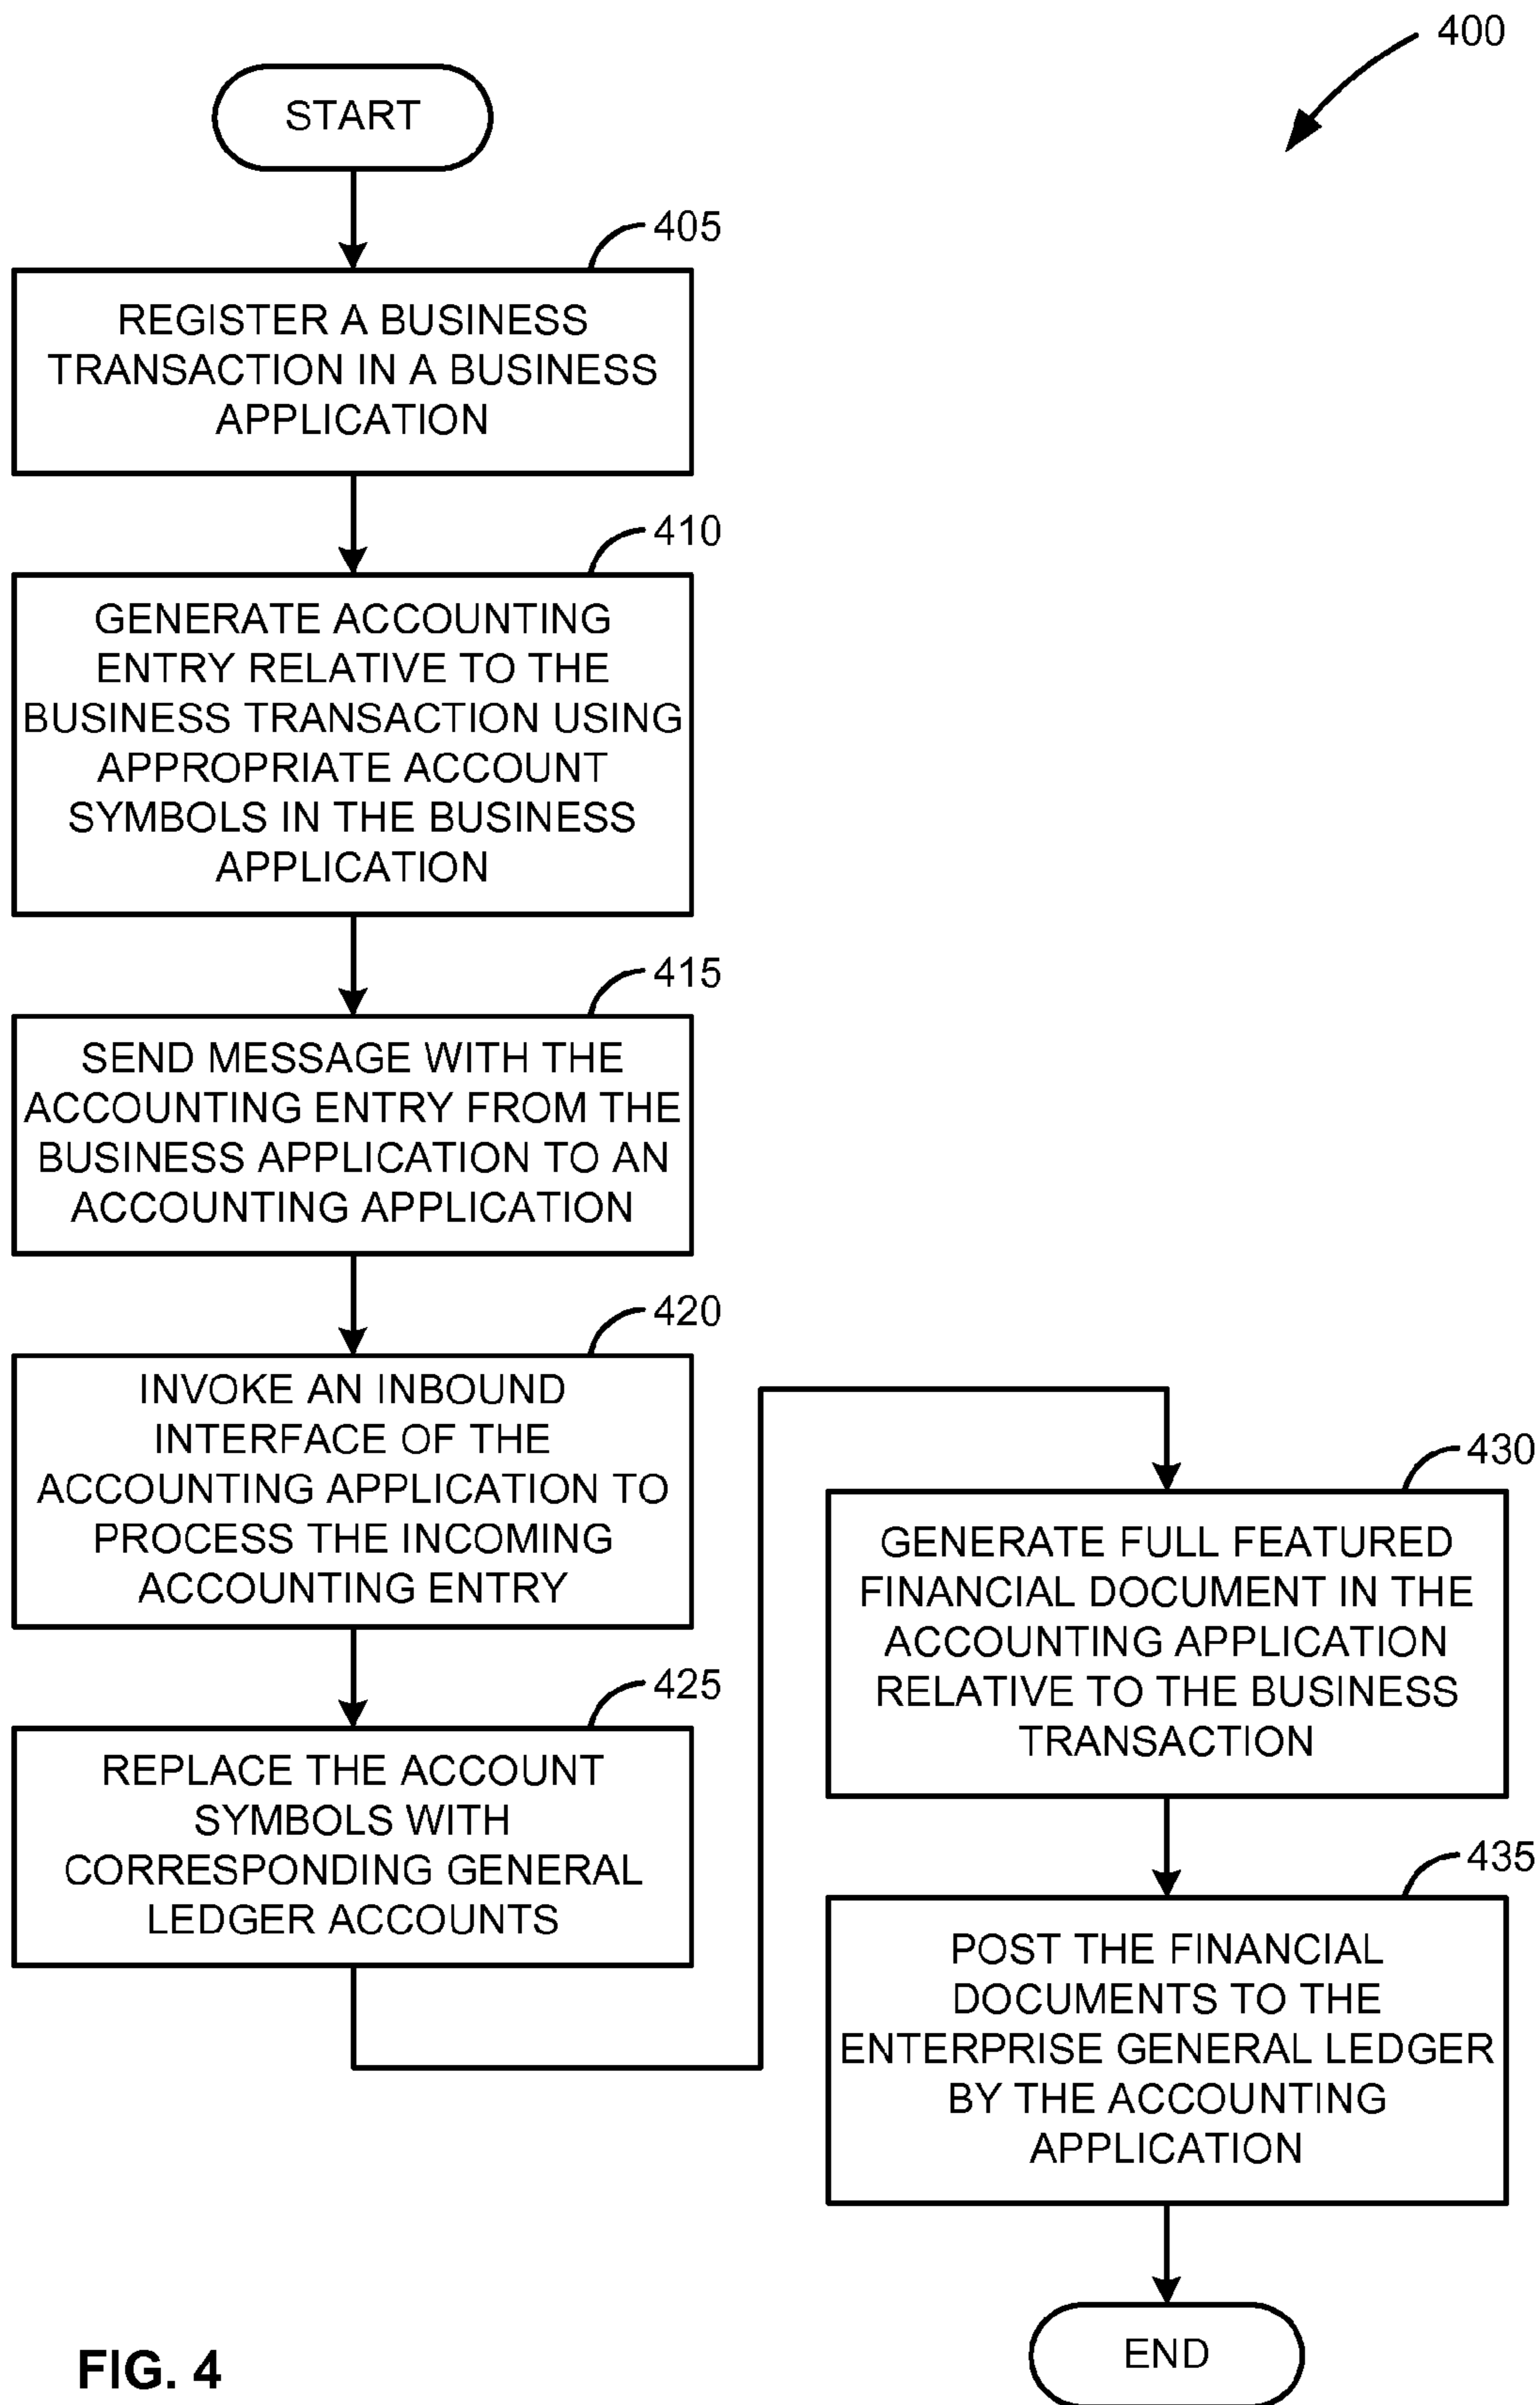 400
START
405
REGISTER A BUSINESS
TRANSACTION IN A BUSINESS
APPLICATION
410
GENERATE ACCOUNTING
ENTRY RELATIVE TO THE
BUSINESS TRANSACTION USING
APPROPRIATE ACCOUNT
SYMBOLS IN THE BUSINESS
APPLICATION
415
SEND MESSAGE WITH THE
ACCOUNTING ENTRY FROM THE
BUSINESS APPLICATION TO AN
ACCOUNTING APPLICATION
420
INVOKE AN INBOUND
INTERFACE OF THE
ACCOUNTING APPLICATION TO
PROCESS THE INCOMING
ACCOUNTING ENTRY
425
REPLACE THE ACCOUNT
SYMBOLS WITH
CORRESPONDING GENERAL
LEDGER ACCOUNTS
430
GENERATE FULL FEATURED
FINANCIAL DOCUMENT IN THE
ACCOUNTING APPLICATION
RELATIVE TO THE BUSINESS
TRANSACTION
435
POST THE FINANCIAL
DOCUMENTS TO THE
ENTERPRISE GENERAL LEDGER
BY THE ACCOUNTING
APPLICATION
END
FIG. 4